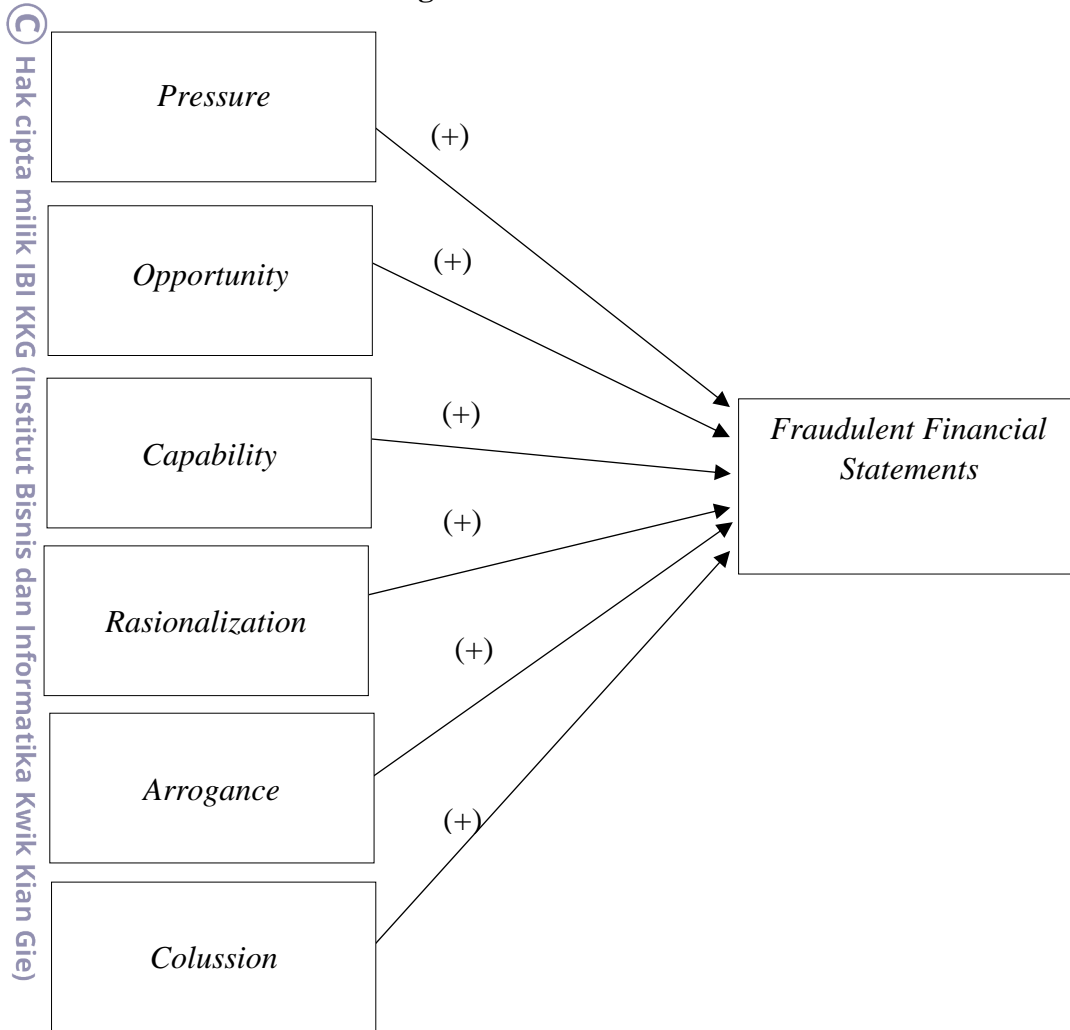 © Hak cipta milik IBI KKG (Institut Bisnis dan Informatika Kwik Kian Gie)
Pressure
(+)
Opportunity
(+)
Capability
(+)
Rasionalization
(+)
Arrogance
(+)
Colussion
(+)
Fraudulent Financial
Statements